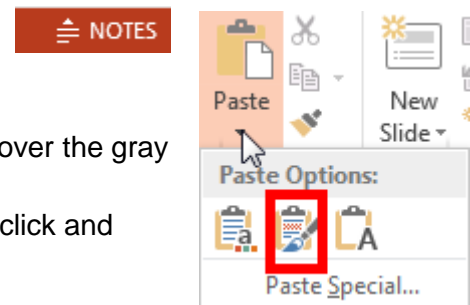 NOTES
Paste
New
Slide
over the gray
click and
Paste Options:
a
A
Paste Special...